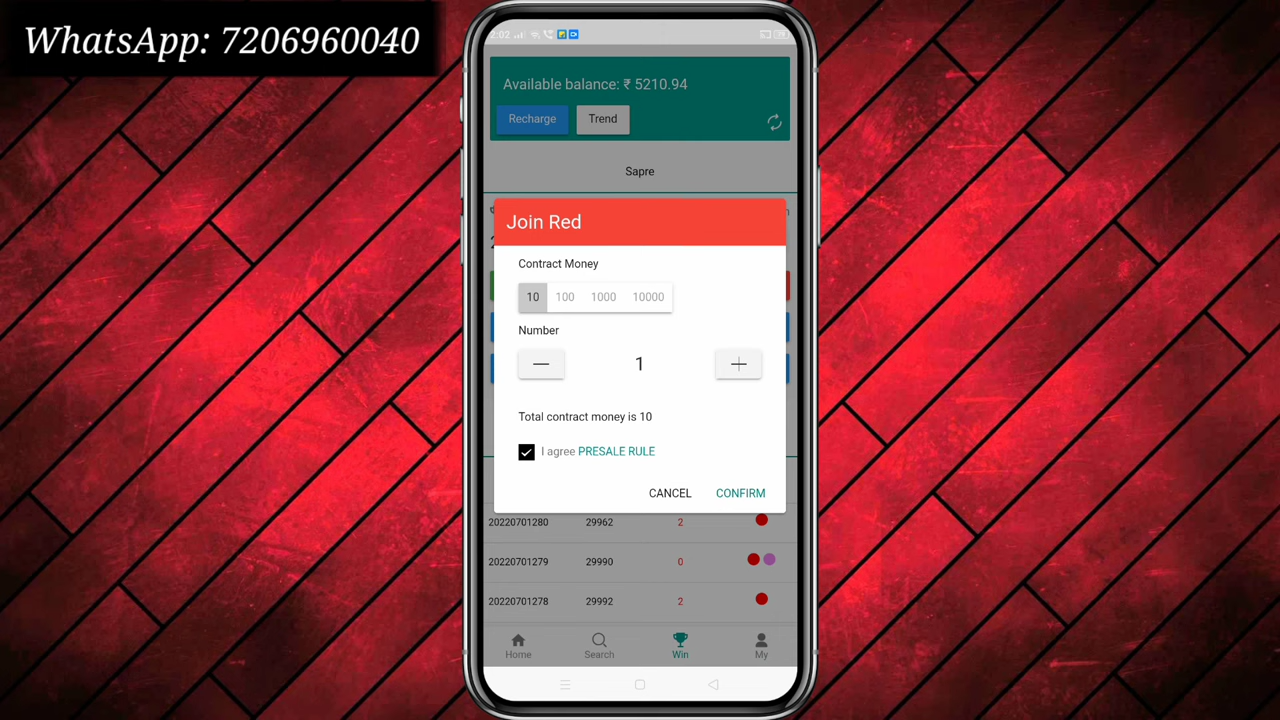 WhatsApp: 7206960040
2:02
Available balance: ₹ 5210.94
Recharge
Trend
Sapre
Join Red
Contract Money
10 100 1000 10000
Number
1
Total contract money is 10
I agree PRESALE RULE
CANCEL CONFIRM
20220701280 29962 2
20220701279 29990 0
20220701278 29992 2
Home Search Win My